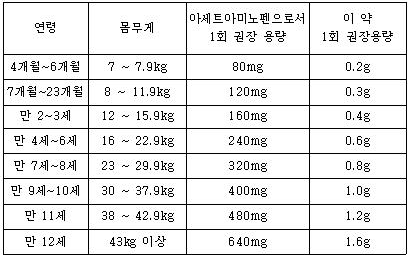 연령 몸무게 아세트아미노펜으로서 1회 권장 용량 이 약 1회 권장용량
4개월~6개월 7 ~ 7.9kg 80mg 0.2g
7개월~23개월 8 ~ 11.9kg 120mg 0.3g
만 2~3세 12 ~ 15.9kg 160mg 0.4g
만 4세~6세 16 ~ 22.9kg 240mg 0.6g
만 7세~8세 23 ~ 29.9kg 320mg 0.8g
만 9세~10세 30 ~ 37.9kg 400mg 1.0g
만 11세 38 ~ 42.9kg 480mg 1.2g
만 12세 43kg 이상 640mg 1.6g